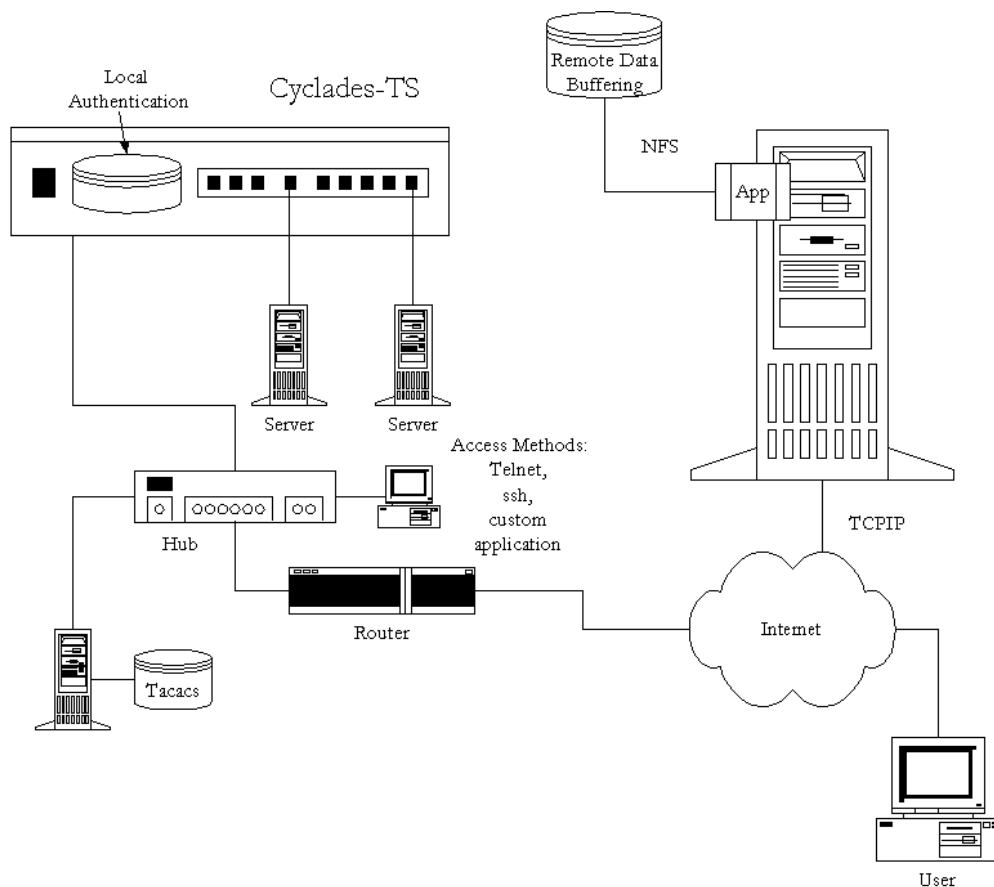 Local
Authentication
Cyclades-TS
Remote Data
Buffering
NFS
App
Server
Server
Access Methods:
Telnet,
ssh,
custom
application
Hub
TCPIP
Router
Internet
Tacacs
User